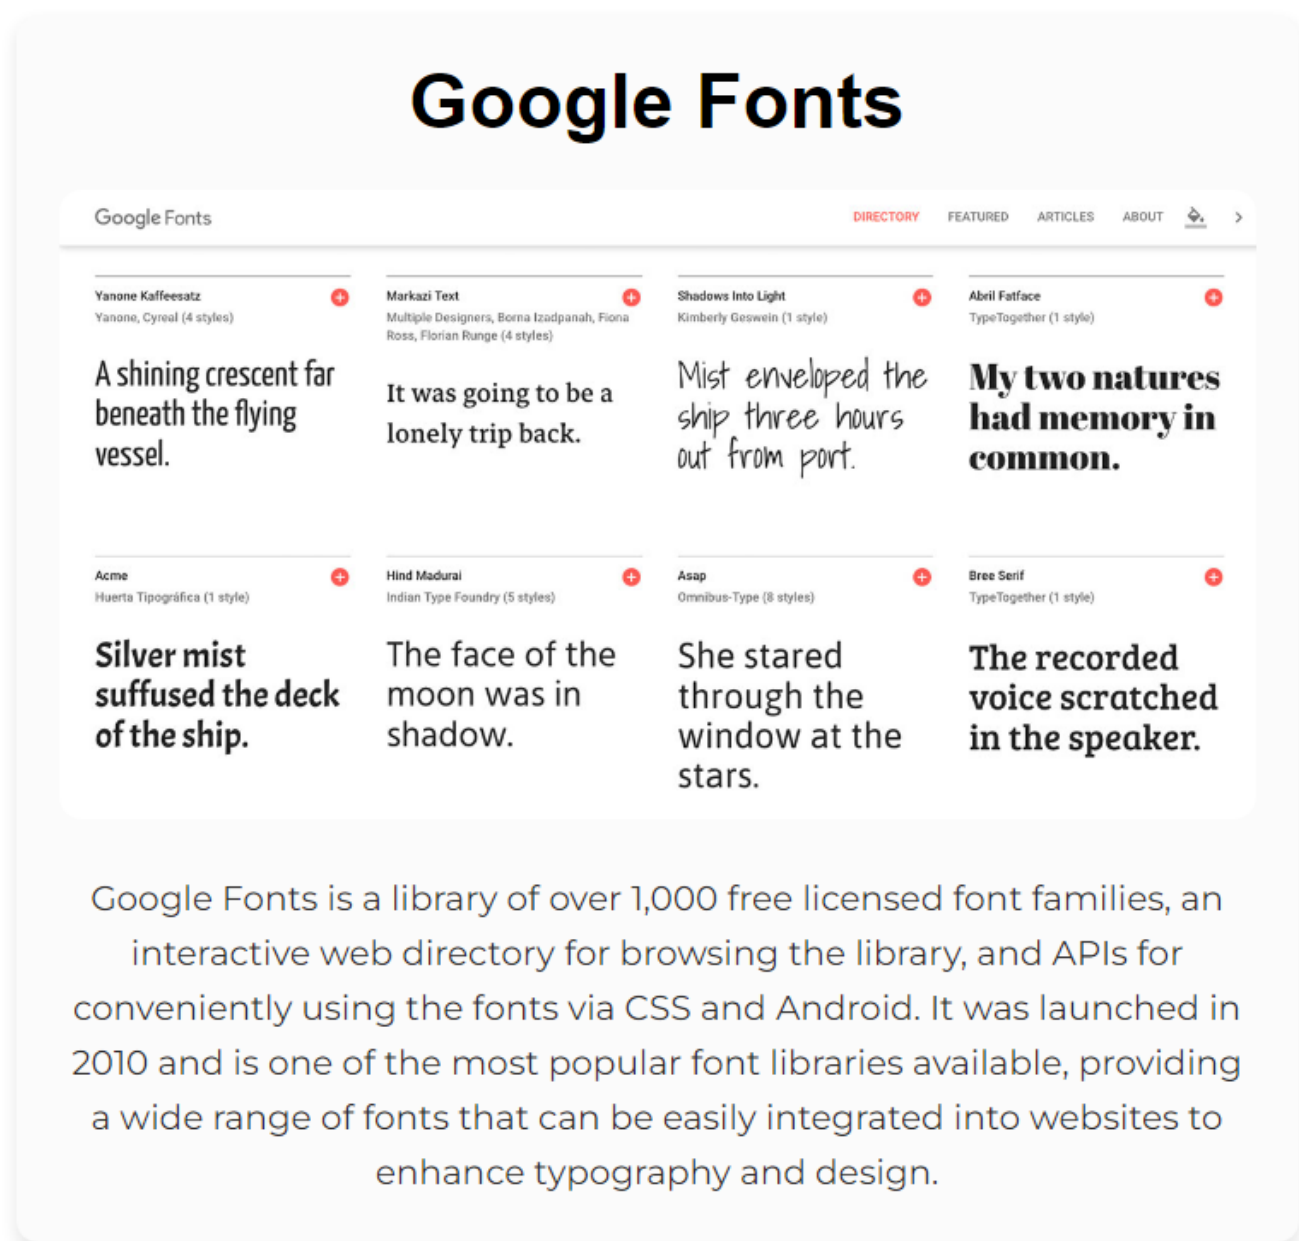 Google Fonts
Google Fonts
DIRECTORY FEATURED ARTICLES ABOUT
Yanone Kaffeesatz
Yanone, Cyreal (4 styles)
A shining crescent far
beneath the flying
vessel.
Markazi Text
Multiple Designers, Borna Izadpanah, Fiona
Ross, Florian Runge (4 styles)
It was going to be a
lonely trip back.
Shadows Into Light
Kimberly Geswein (1 style)
Mist enveloped the
ship three hours
out from port.
Abril Fatface
TypeTogether (1 style)
My two natures
had memory in
common.
Acme
Huerta Tipográfica (1 style)
Silver mist
suffused the deck
of the ship.
Hind Madurai
Indian Type Foundry (5 styles)
The face of the
moon was in
shadow.
Asap
Omnibus-Type (8 styles)
She stared
through the
window at the
stars.
Bree Serif
TypeTogether (1 style)
The recorded
voice scratched
in the speaker.
Google Fonts is a library of over 1,000 free licensed font families, an
interactive web directory for browsing the library, and APIs for
conveniently using the fonts via CSS and Android. It was launched in
2010 and is one of the most popular font libraries available, providing
a wide range of fonts that can be easily integrated into websites to
enhance typography and design.